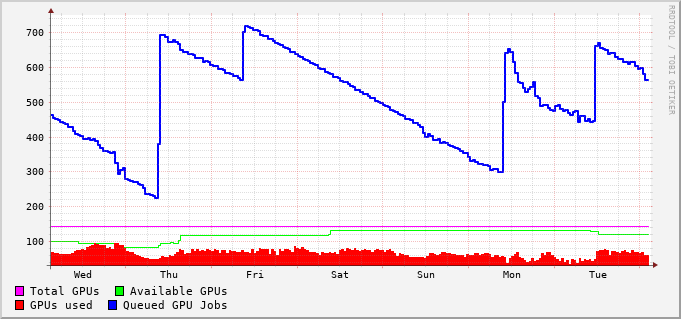 700
600
500
400
300
200
100
Wed Thu Fri Sat Sun Mon Tue
Total GPUs Available GPUs
GPUs used Queued GPU Jobs
RRDTOOL / TOBI OETIKER